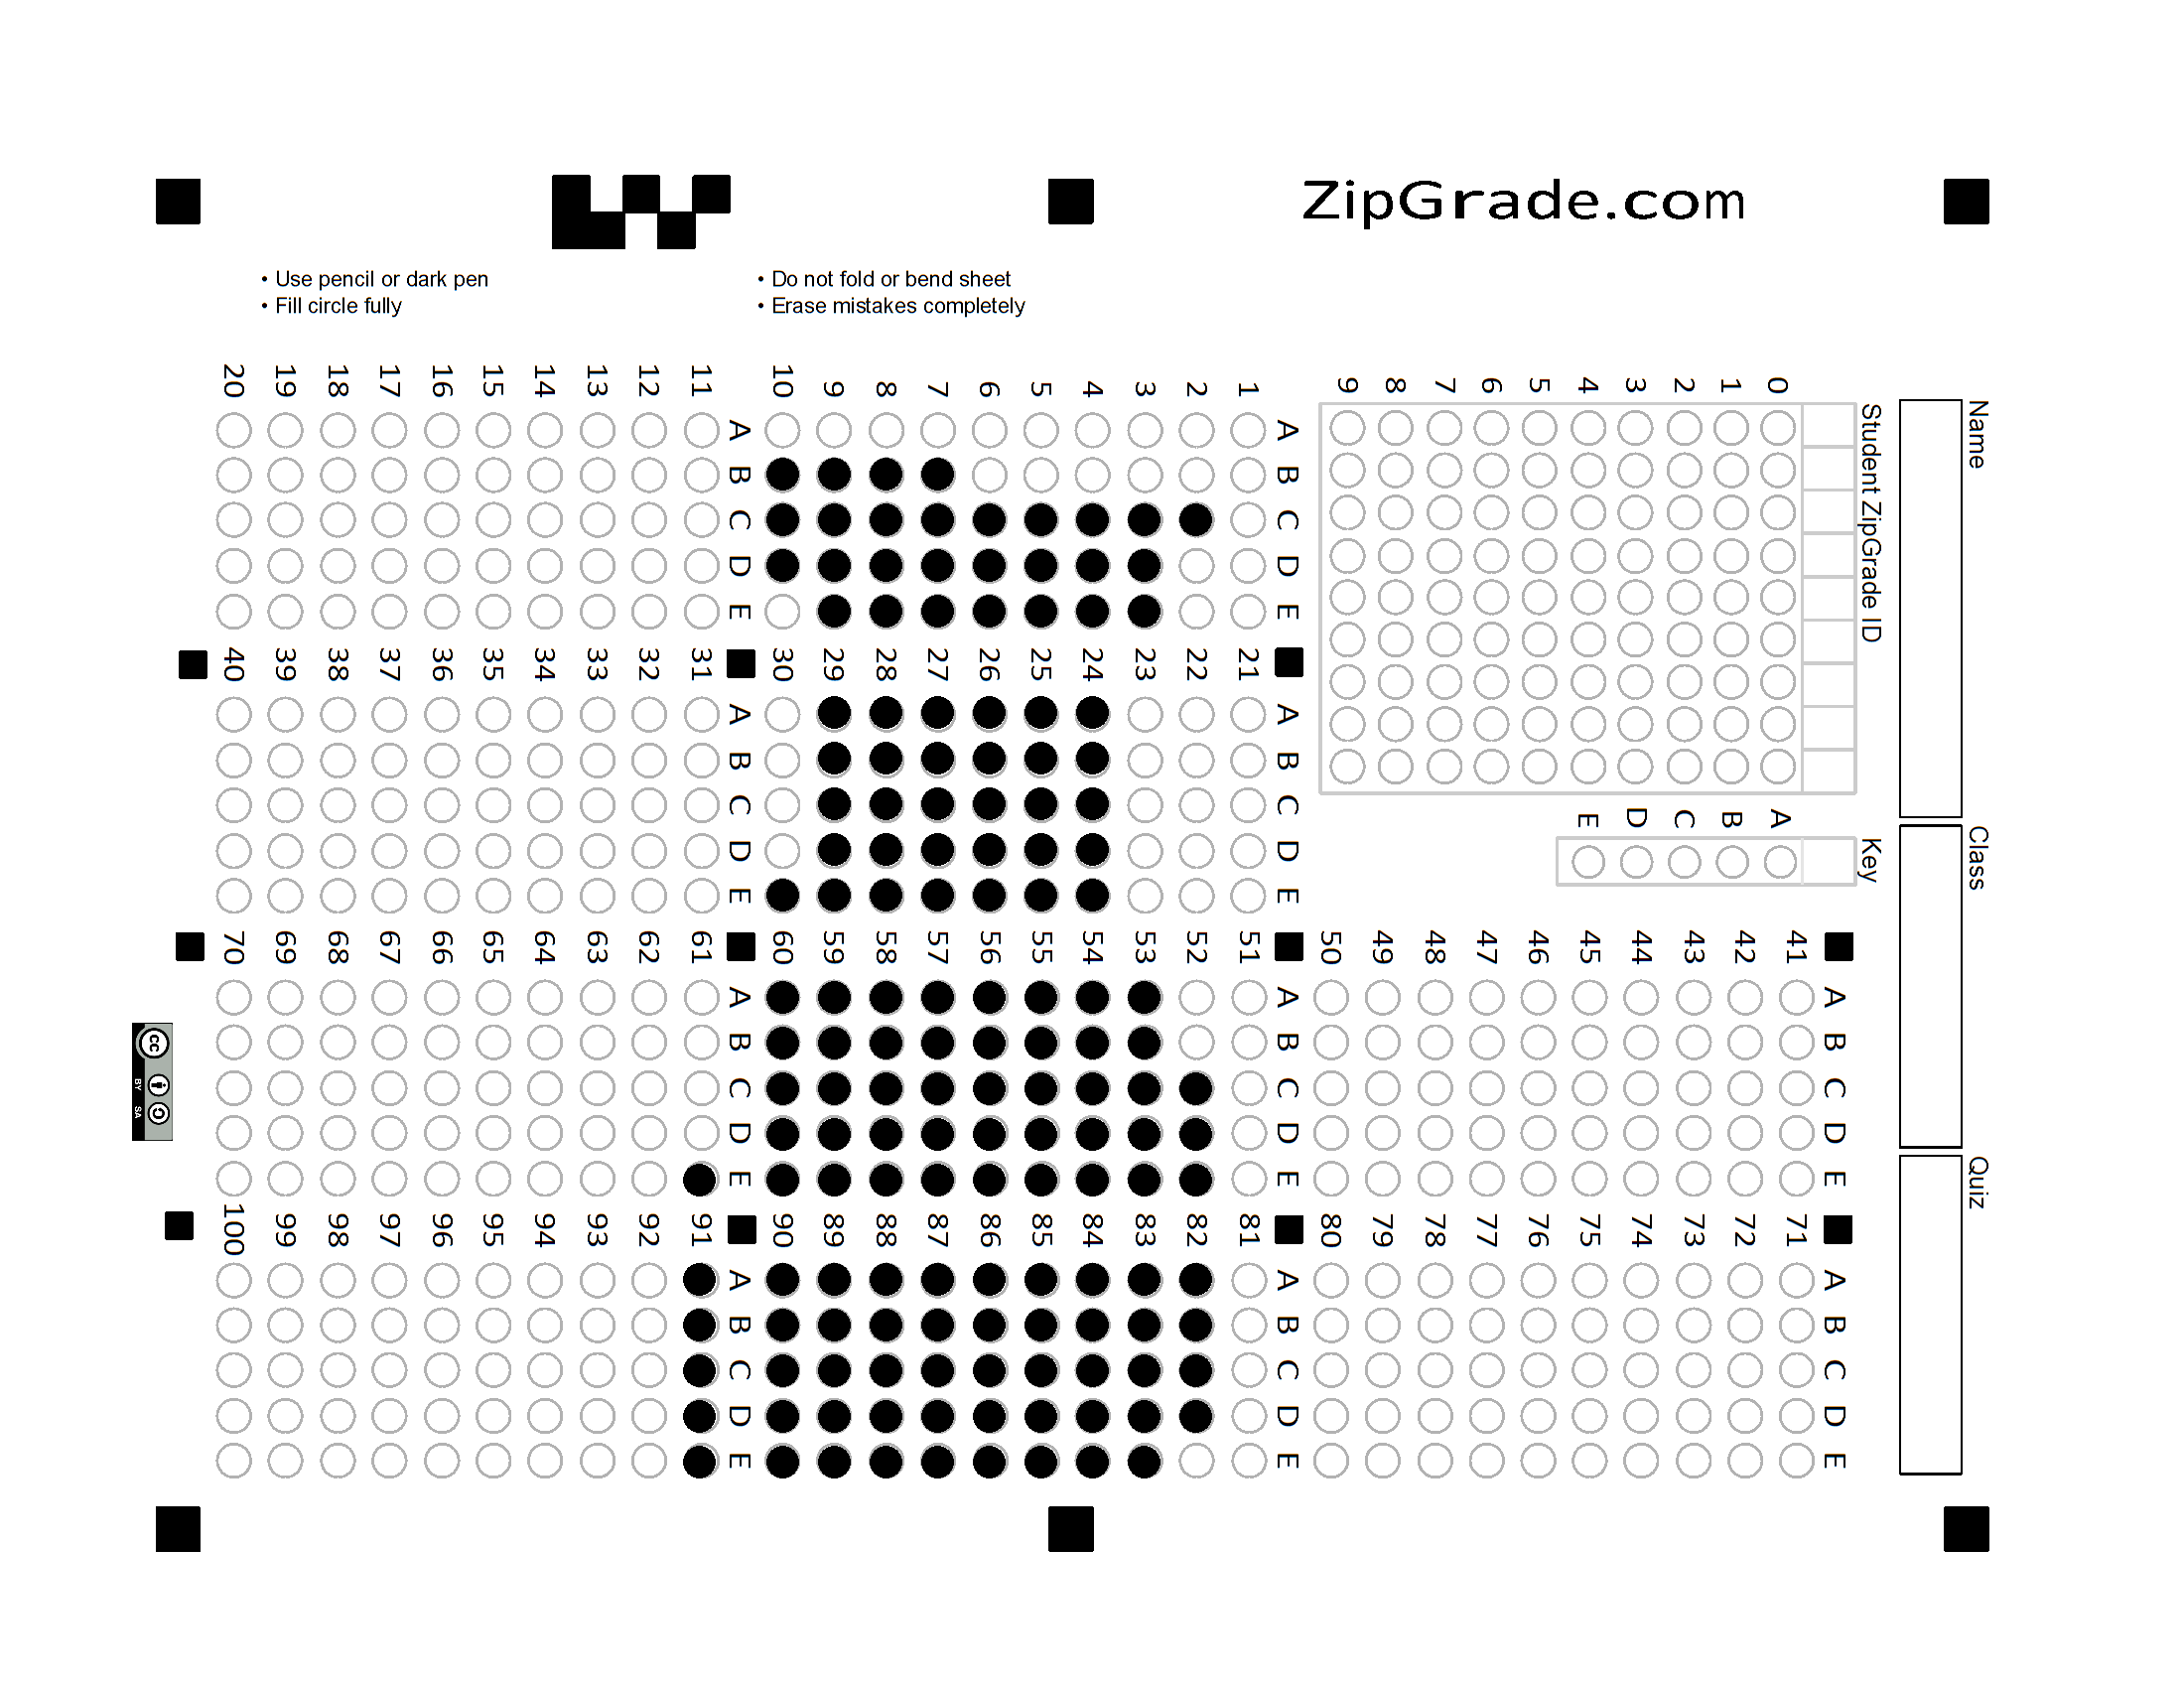 ZipGrade.com
• Use pencil or dark pen
• Fill circle fully
• Do not fold or bend sheet
• Erase mistakes completely
Name
Class
Quiz
Student ZipGrade ID
0 1 2 3 4 5 6 7 8 9
Key
A B C D E
1 2 3 4 5 6 7 8 9 10
A B C D E
11 12 13 14 15 16 17 18 19 20
A B C D E
21 22 23 24 25 26 27 28 29 30
A B C D E
31 32 33 34 35 36 37 38 39 40
A B C D E
41 42 43 44 45 46 47 48 49 50
A B C D E
51 52 53 54 55 56 57 58 59 60
A B C D E
61 62 63 64 65 66 67 68 69 70
A B C D E
71 72 73 74 75 76 77 78 79 80
A B C D E
81 82 83 84 85 86 87 88 89 90
A B C D E
91 92 93 94 95 96 97 98 99 100
A B C D E
cc
BY SA